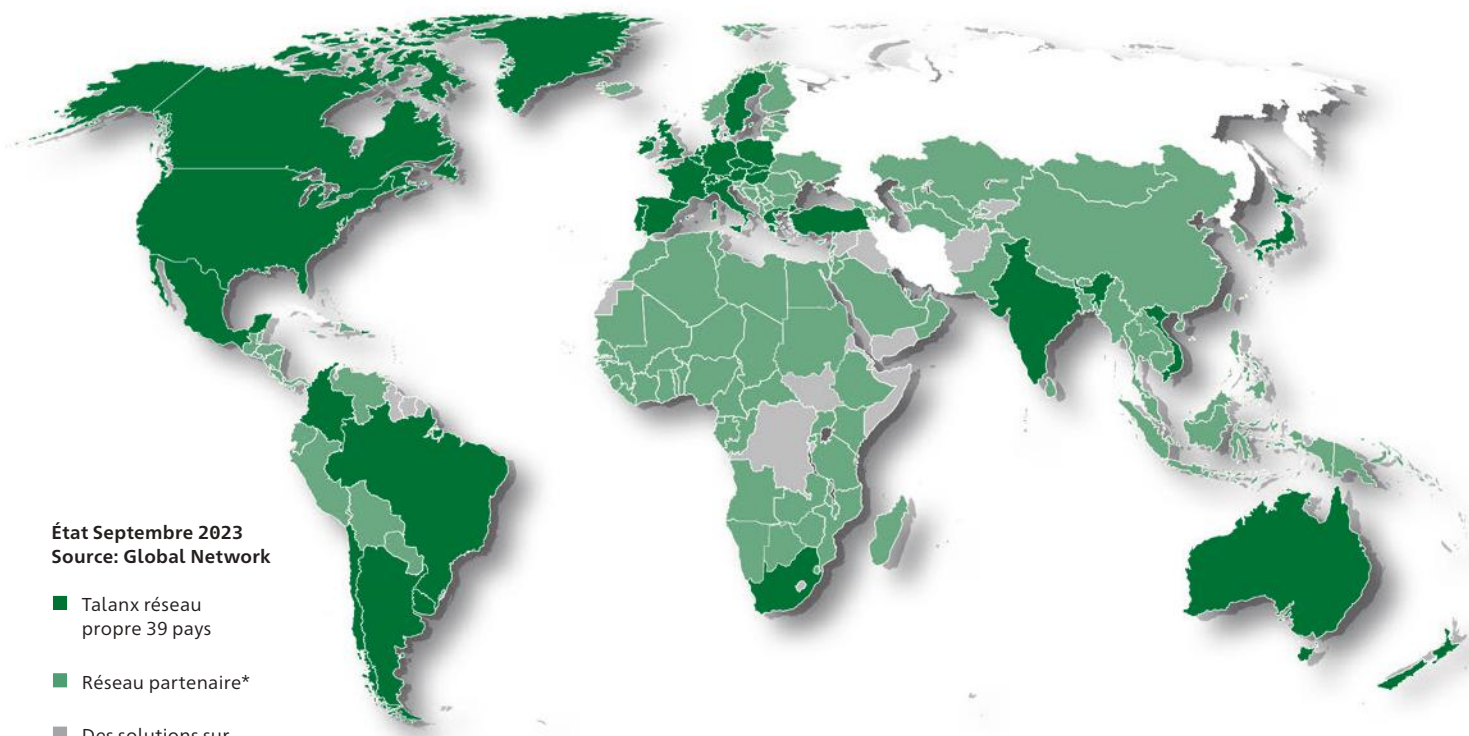 État Septembre 2023
Source: Global Network
Talanx réseau
propre 39 pays
Réseau partenaire*
Des solutions sur